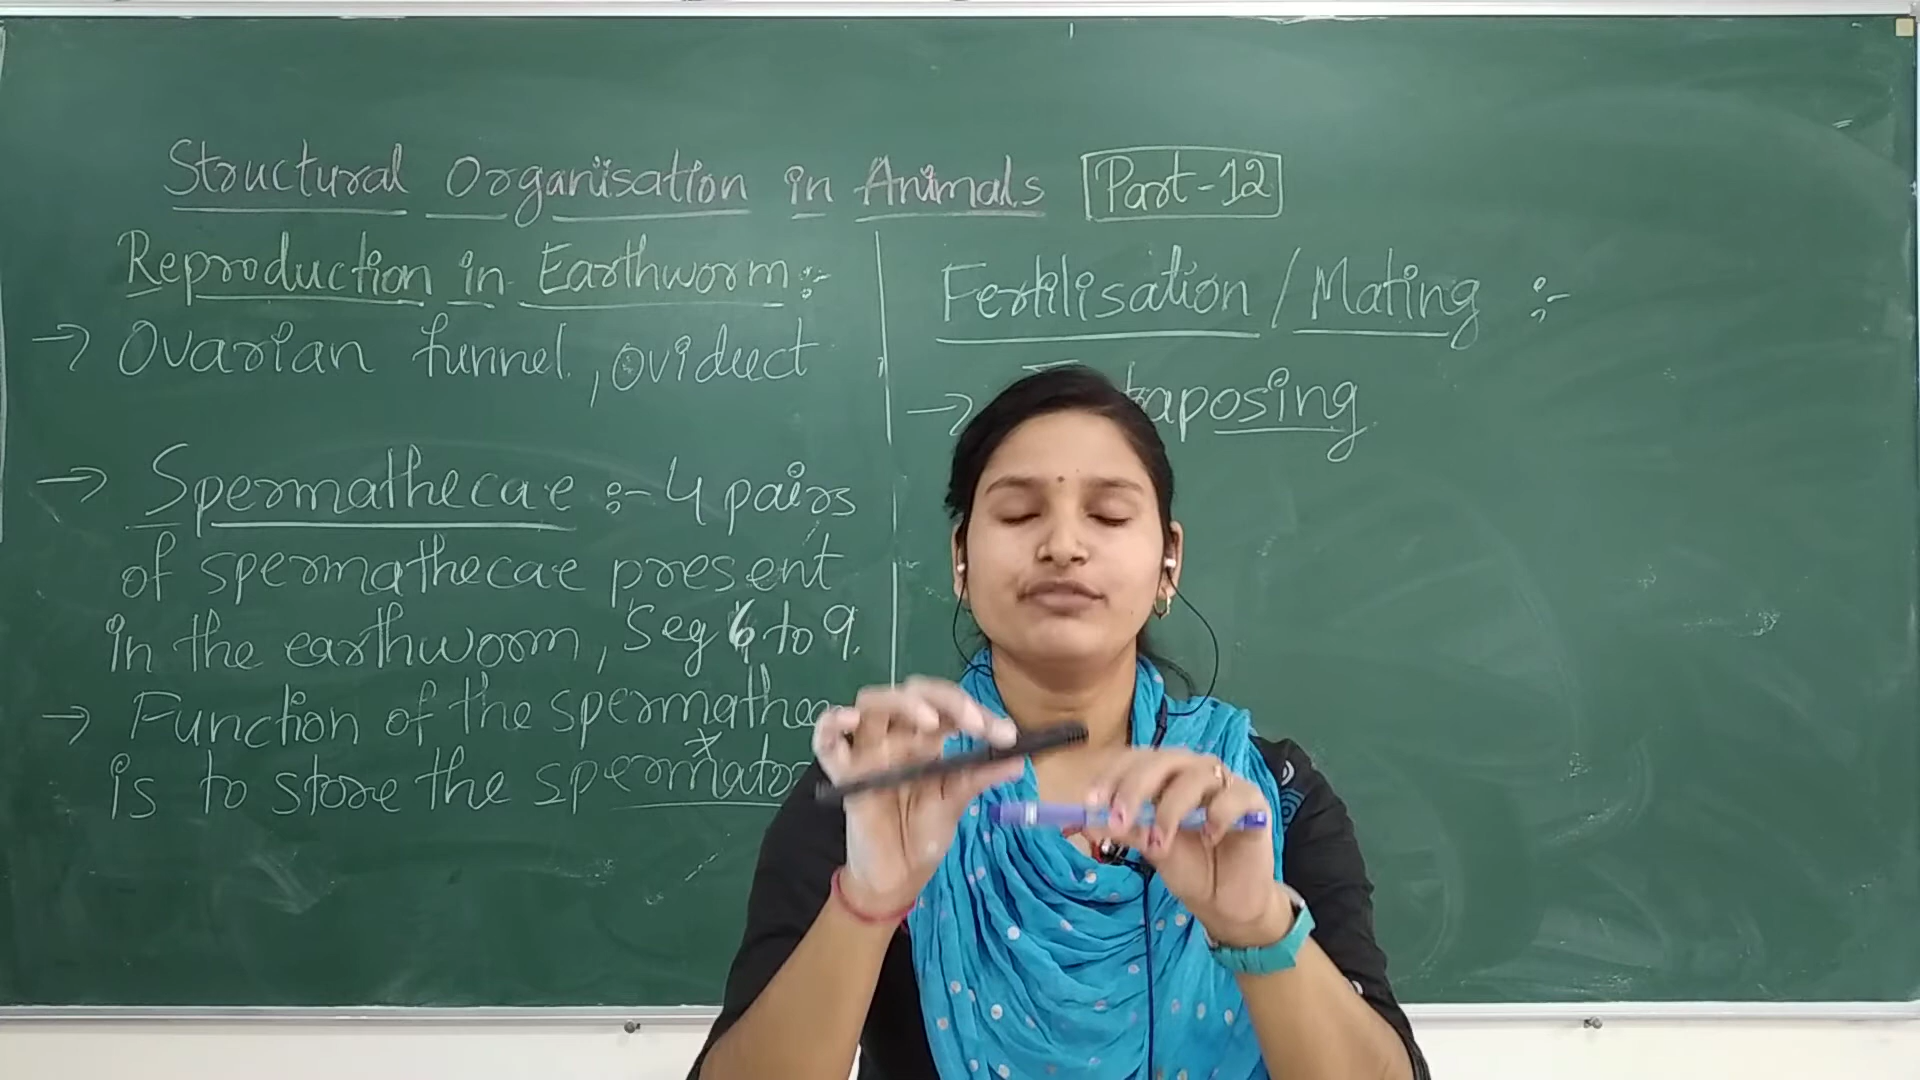 Structural Organisation in Animals Part-12
Reproduction in Earthworm :-
→ Ovarian funnel, oviduct
→ Spermathecae :- 4 pairs
of spermathecae present
in the earthworm, Seg 6 to 9.
→ Function of the
is to store the
Fertilisation / Mating :-
→